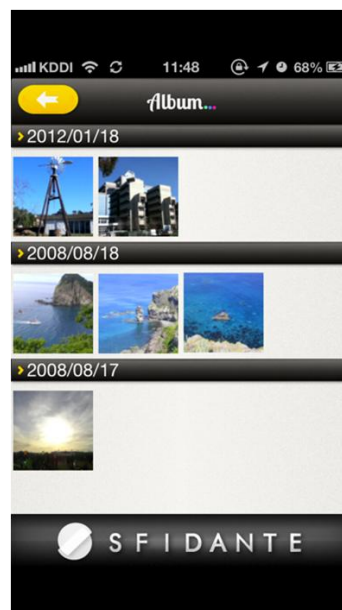 KDDI 11:48 68%
Album...
2012/01/18
2008/08/18
2008/08/17
SFIDANTE